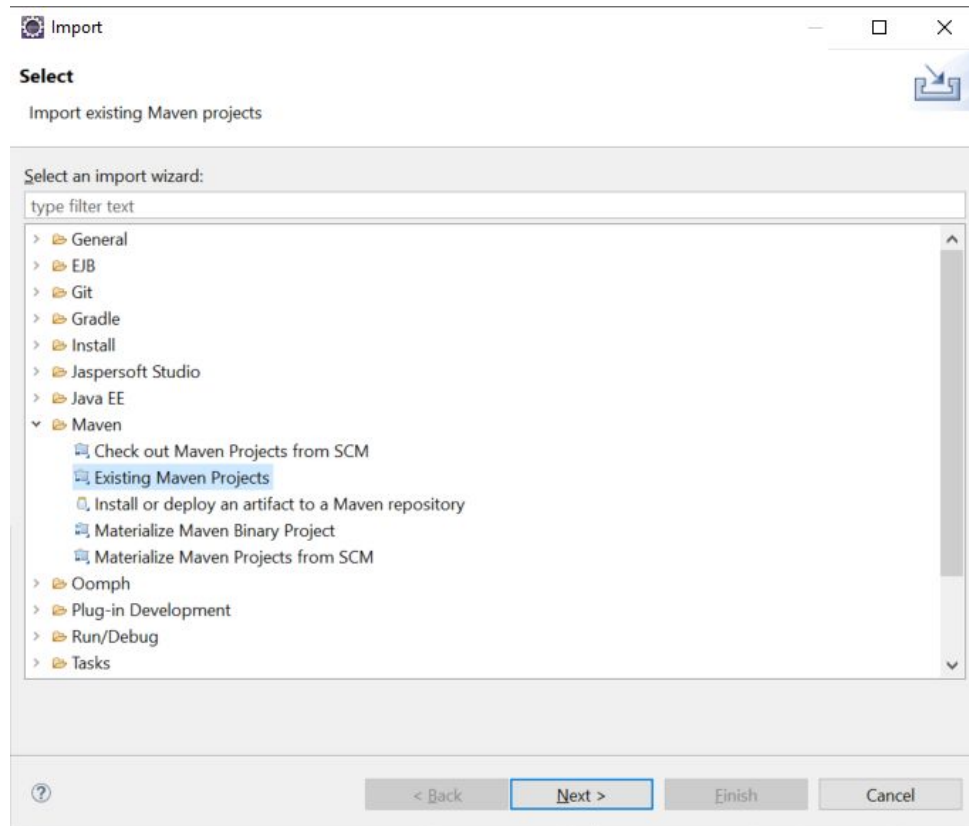 Import
Select
Import existing Maven projects
Select an import wizard:
type filter text
General
EJB
Git
Gradle
Install
Jaspersoft Studio
Java EE
Maven
Check out Maven Projects from SCM
Existing Maven Projects
Install or deploy an artifact to a Maven repository
Materialize Maven Binary Project
Materialize Maven Projects from SCM
Oomph
Plug-in Development
Run/Debug
Tasks
? < Back Next > Finish Cancel